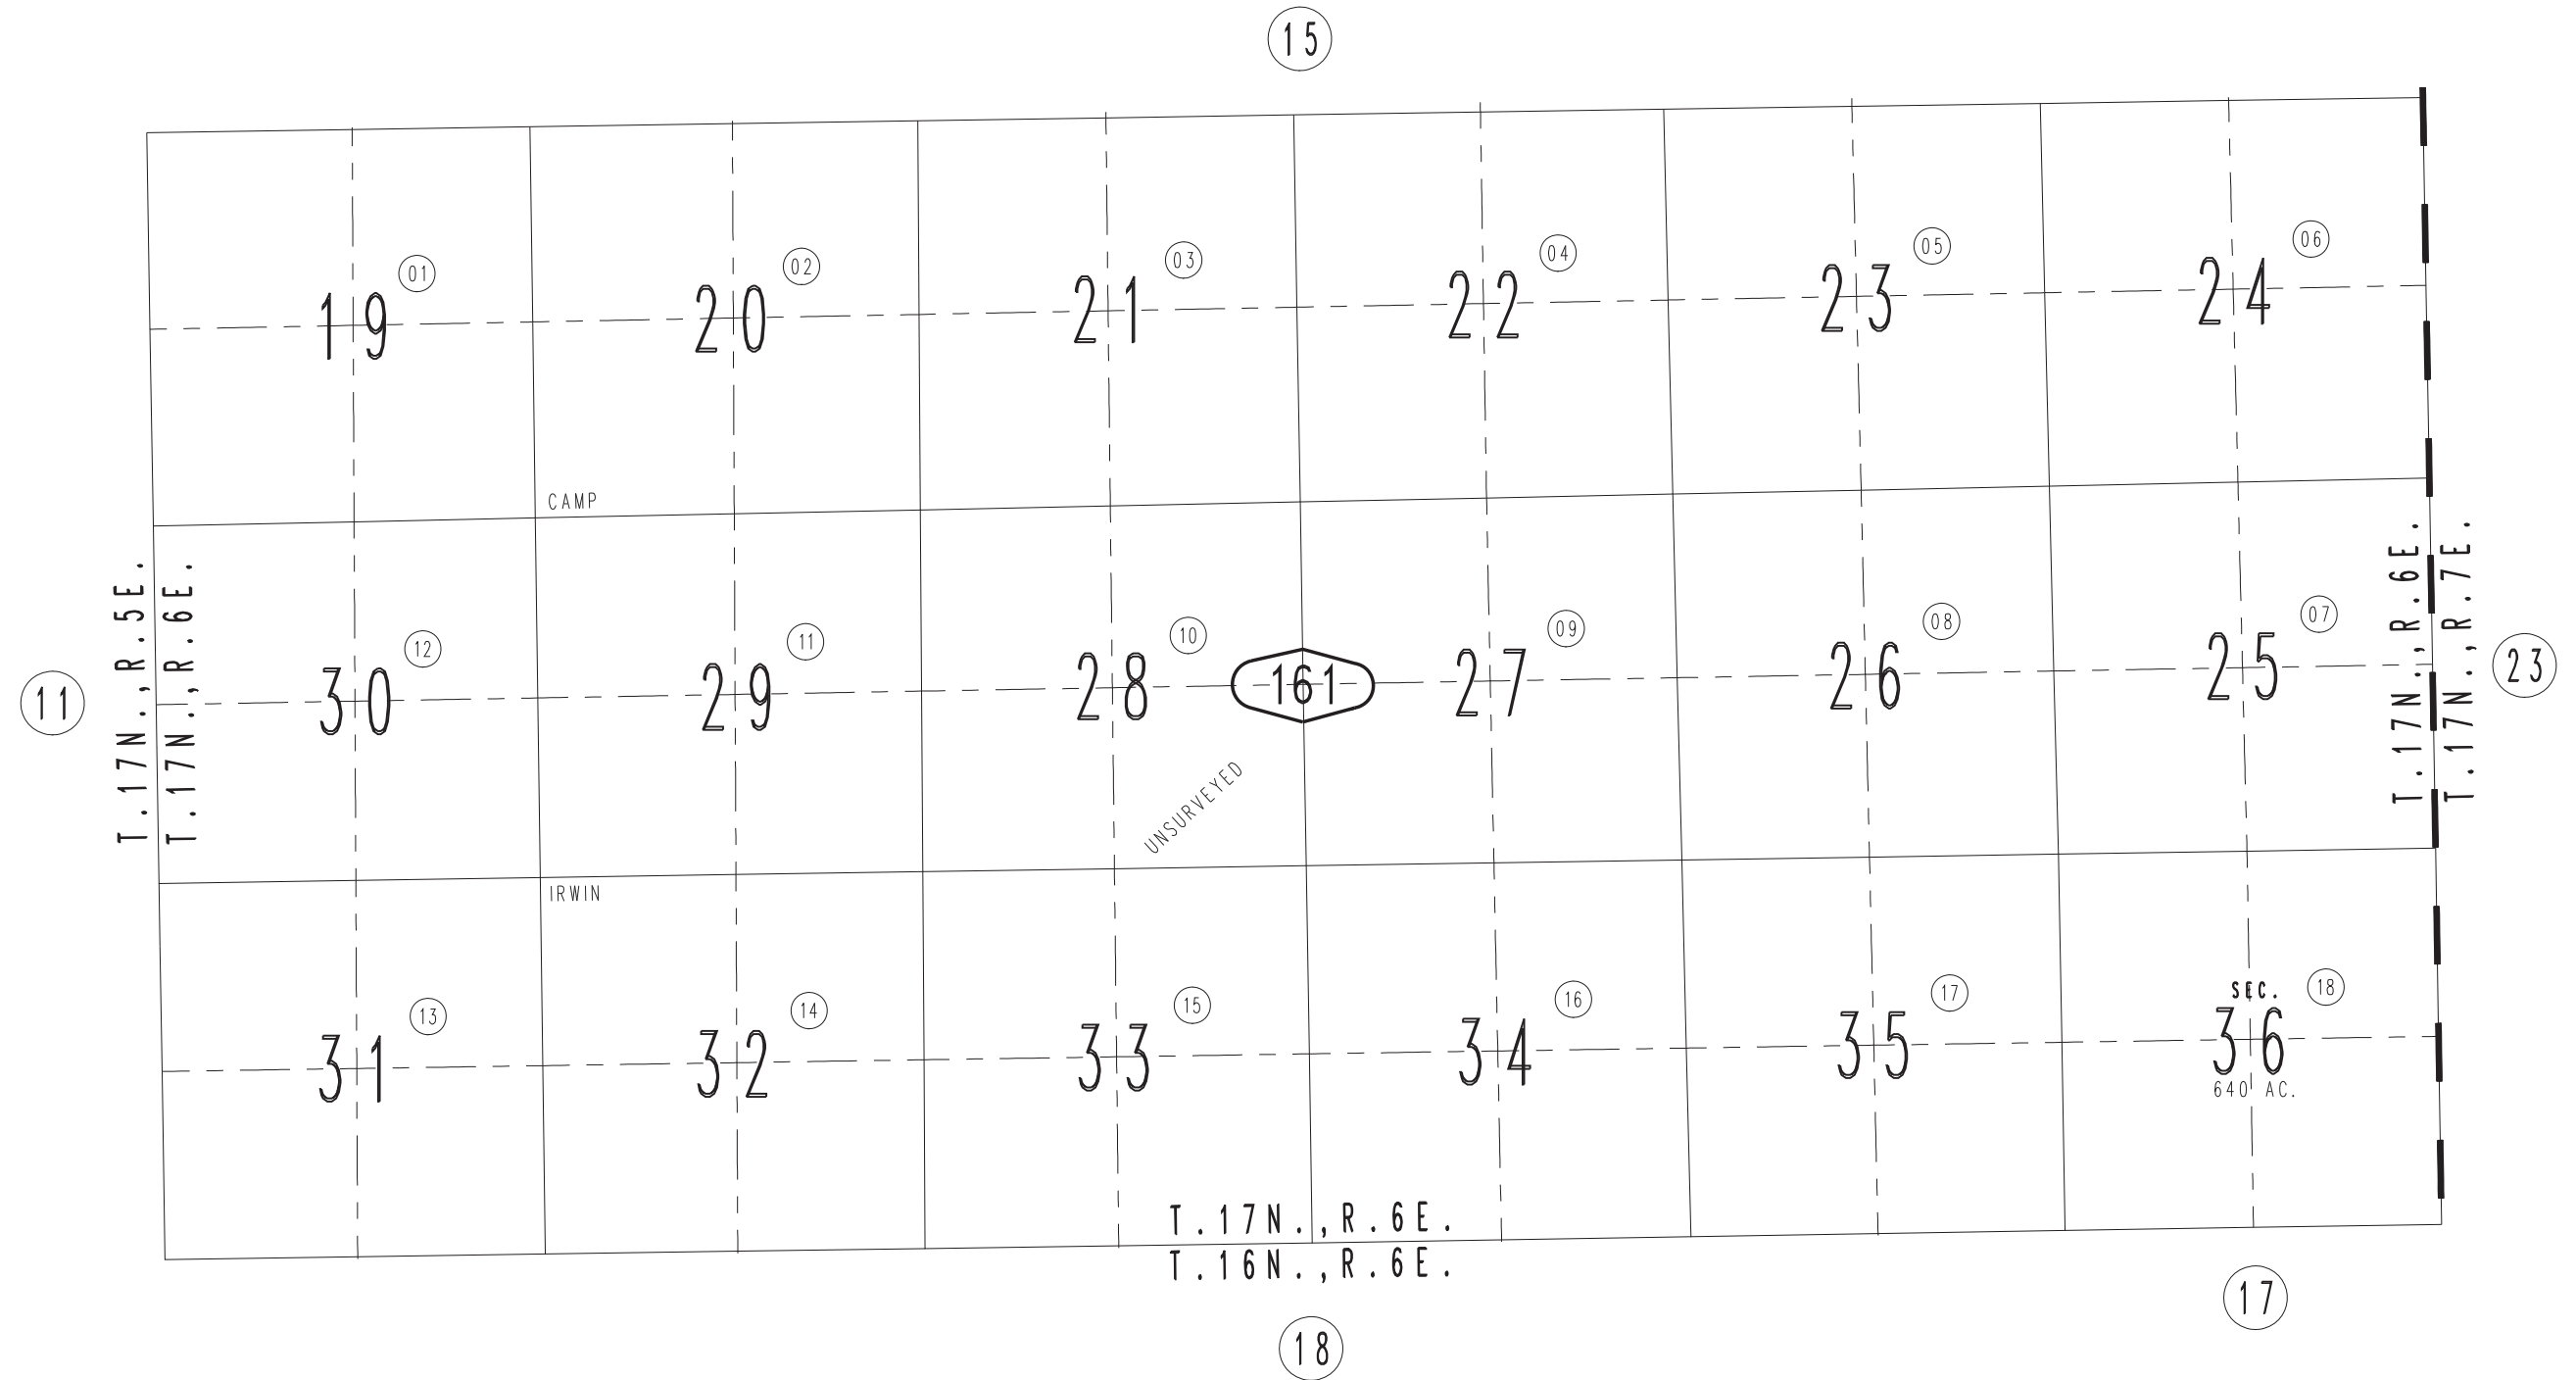 15
19 01
20 02
21 03
22 04
23 05
24 06
CAMP
T.17N.,R.5E.
T.17N.,R.6E.
11
30 12
29 11
28 10
161
27 09
26 08
25 07
T.17N.,R.6E.
T.17N.,R.7E.
23
UNSURVEYED
IRWIN
31 13
32 14
33 15
34 16
35 17
SEC.
36 18
640 AC.
T.17N.,R.6E.
T.16N.,R.6E.
17
18